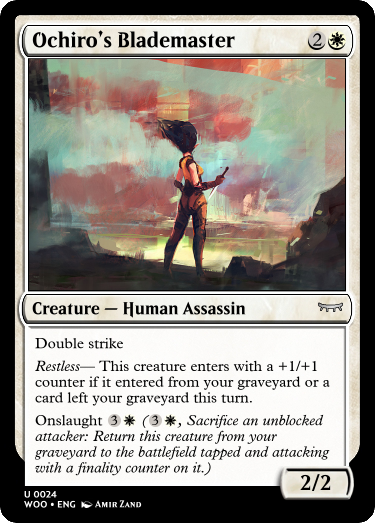 Ochiro's Blademaster 2
Creature — Human Assassin
Double strike
Restless— This creature enters with a +1/+1
counter if it entered from your graveyard or a
card left your graveyard this turn.
Onslaught 3 (3, Sacrifice an unblocked
attacker: Return this creature from your
graveyard to the battlefield tapped and attacking
with a finality counter on it.)
2/2
U 0024
WOO • ENG Amir Zand